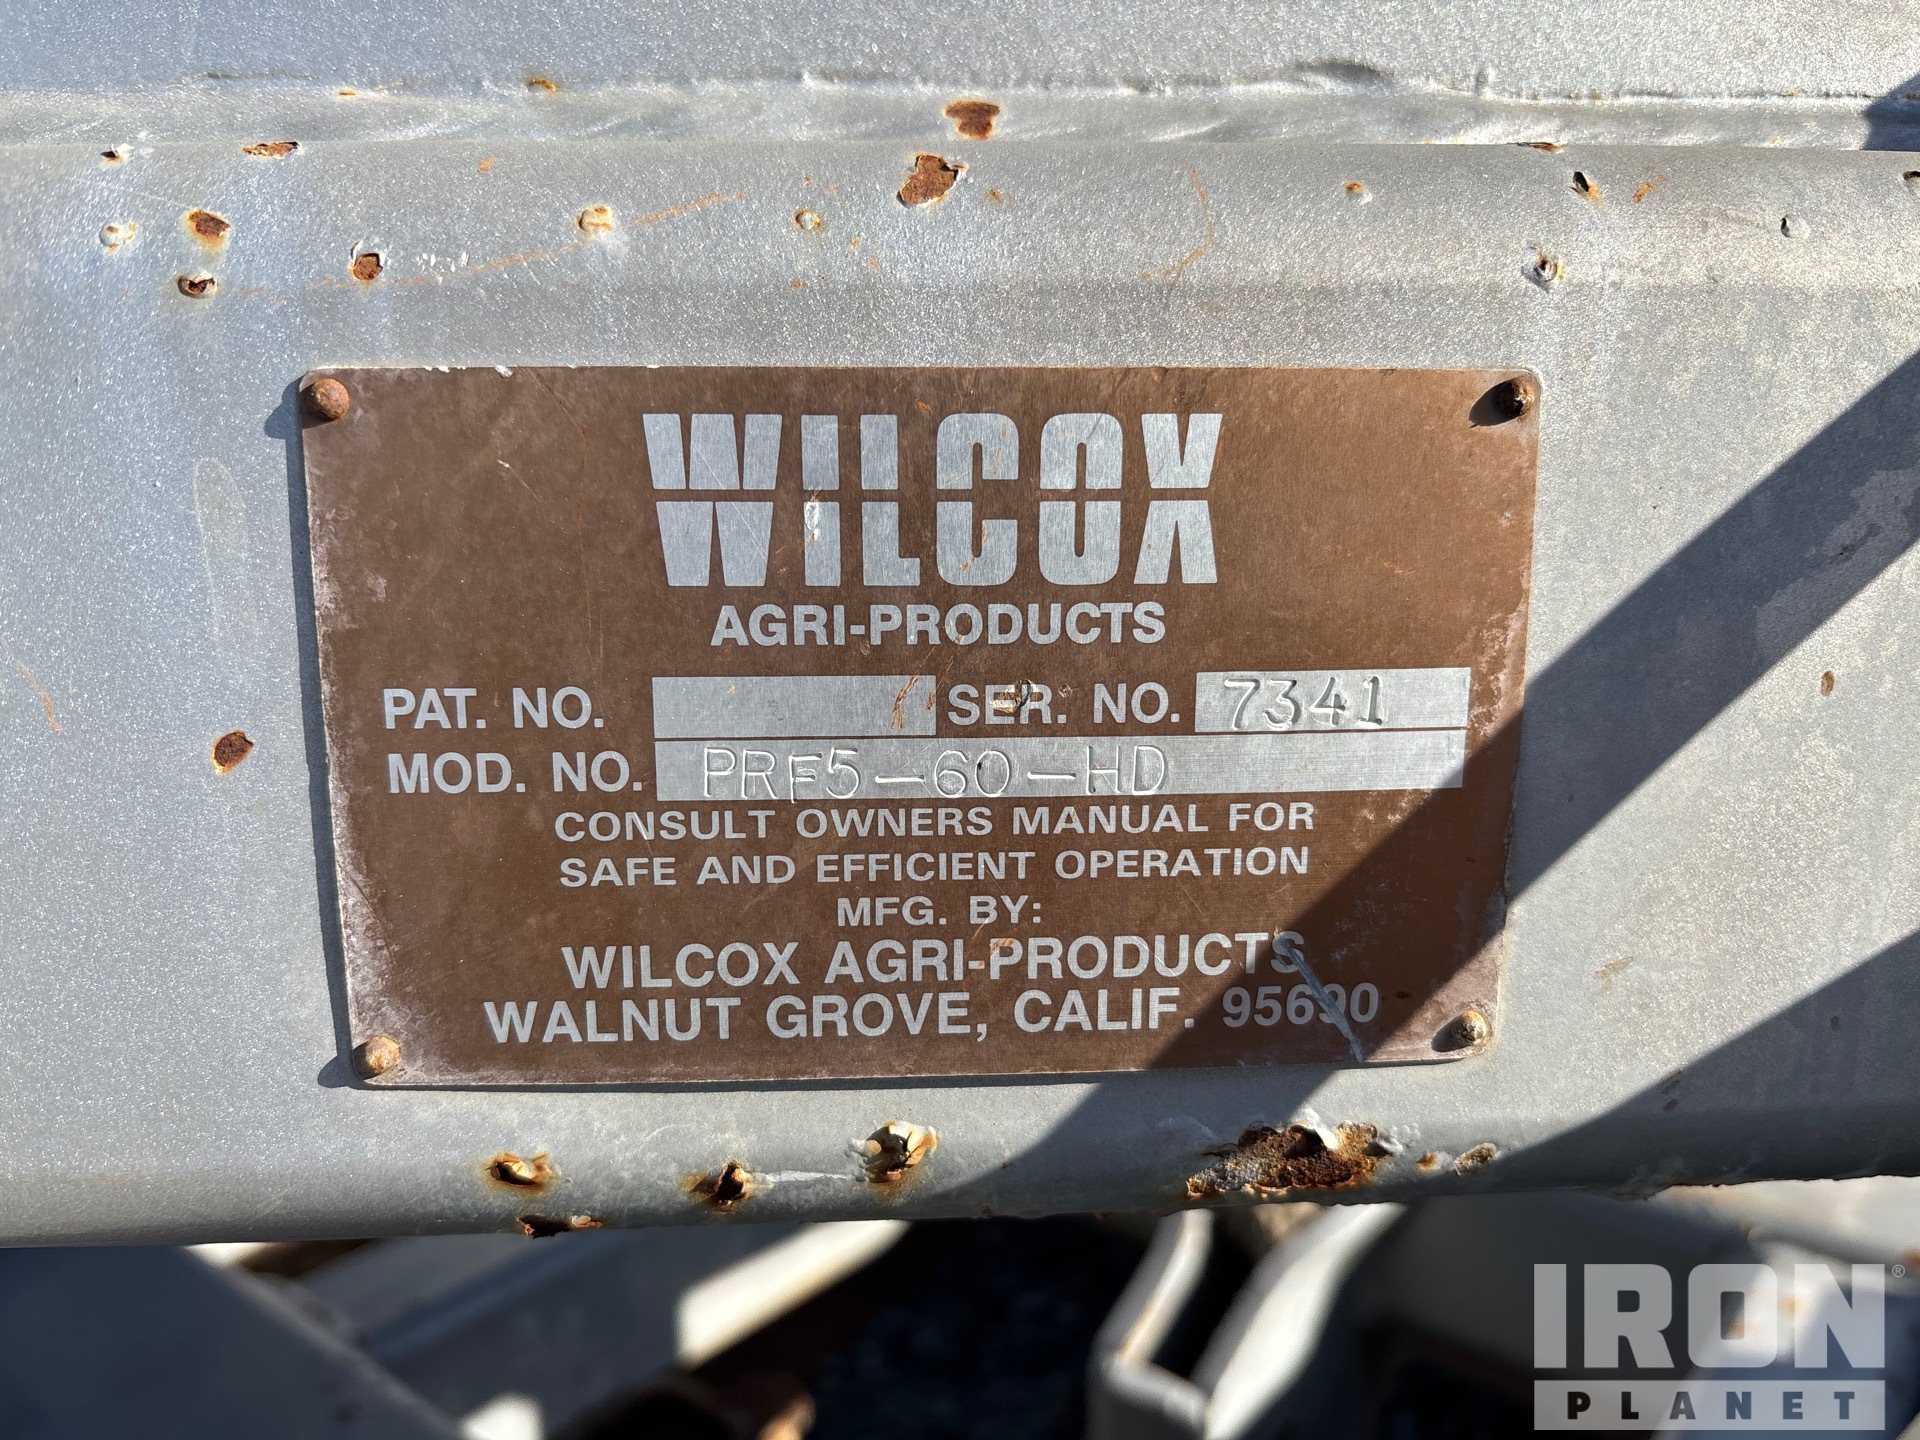 WILCOX
AGRI-PRODUCTS
PAT. NO. SER. NO. 7341
MOD. NO. PRF5-60-HD
CONSULT OWNERS MANUAL FOR
SAFE AND EFFICIENT OPERATION
MFG. BY:
WILCOX AGRI-PRODUCTS
WALNUT GROVE, CALIF. 95690
IRON®
PLANET